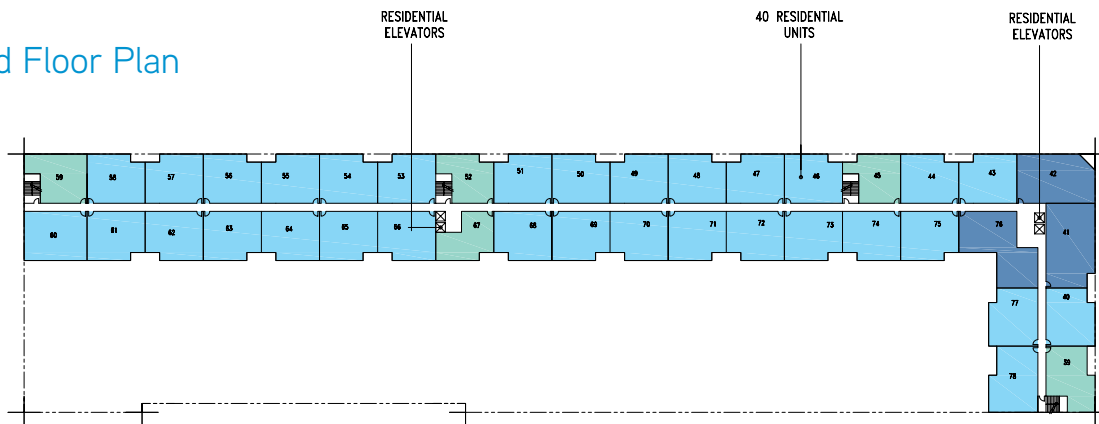 RESIDENTIAL
ELEVATORS
40 RESIDENTIAL
UNITS
RESIDENTIAL
ELEVATORS
d Floor Plan
59 58 57 56 55 54 53 52 51 50 49 48 47 46 45 44 43 42
60 61 62 63 64 65 66 67 68 69 70 71 72 73 74 75 76 41
77 40
78 39